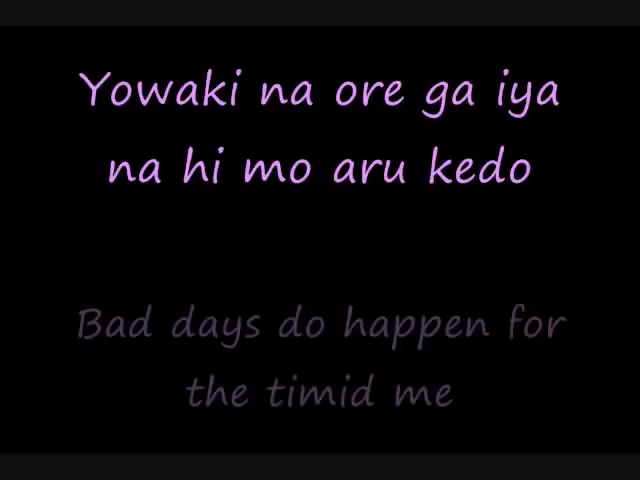 Yowaki na ore ga iya
na hi mo aru kedo
Bad days do happen for
the timid me